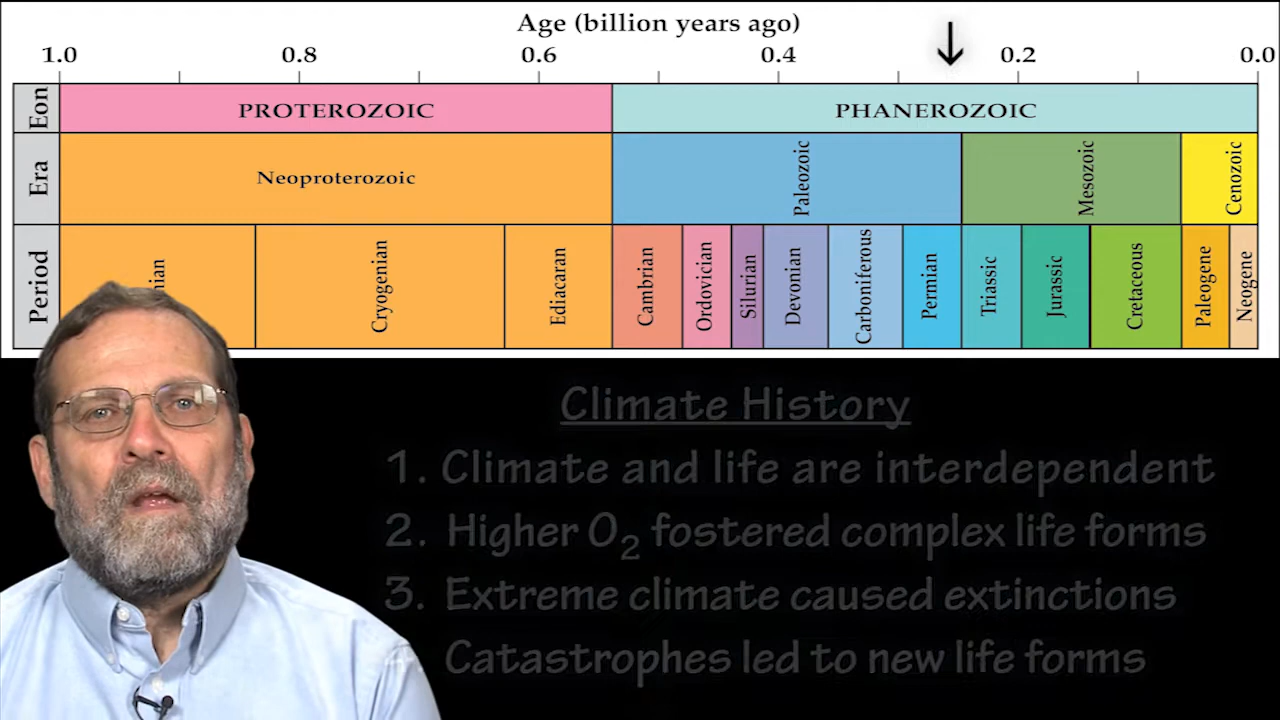 Age (billion years ago)
1.0 0.8 0.6 0.4 0.2 0.0
Eon PROTEROZOIC PHANEROZOIC
Era Neoproterozoic Paleozoic Mesozoic Cenozoic
Period nian Cryogenian Ediacaran Cambrian Ordovician Silurian Devonian Carboniferous Permian Triassic Jurassic Cretaceous Paleogene Neogene
Climate History
1. Climate and life are interdependent
2. Higher O₂ fostered complex life forms
3. Extreme climate caused extinctions
Catastrophes led to new life forms